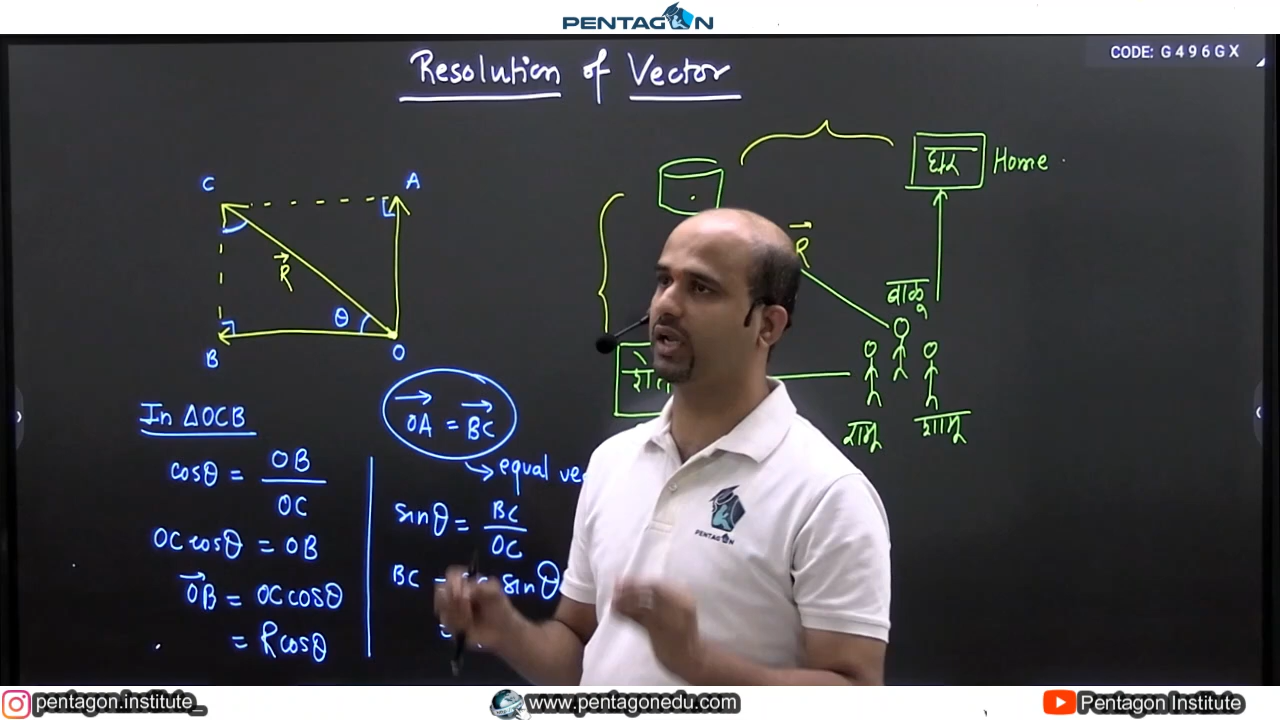 PENTAGON
CODE: G496GX
Resolution of Vector
C
A
R
θ
B
O
घर Home
R
बाळू
शे
रामू
शामू
In ΔOCB
cosθ = OB / OC
OC cosθ = OB
OB = OC cosθ
= R cosθ
OA = BC
equal
sinθ = BC / OC
BC = sinθ
=
PENTAGON
pentagon.institute_
www.pentagonedu.com
Pentagon Institute